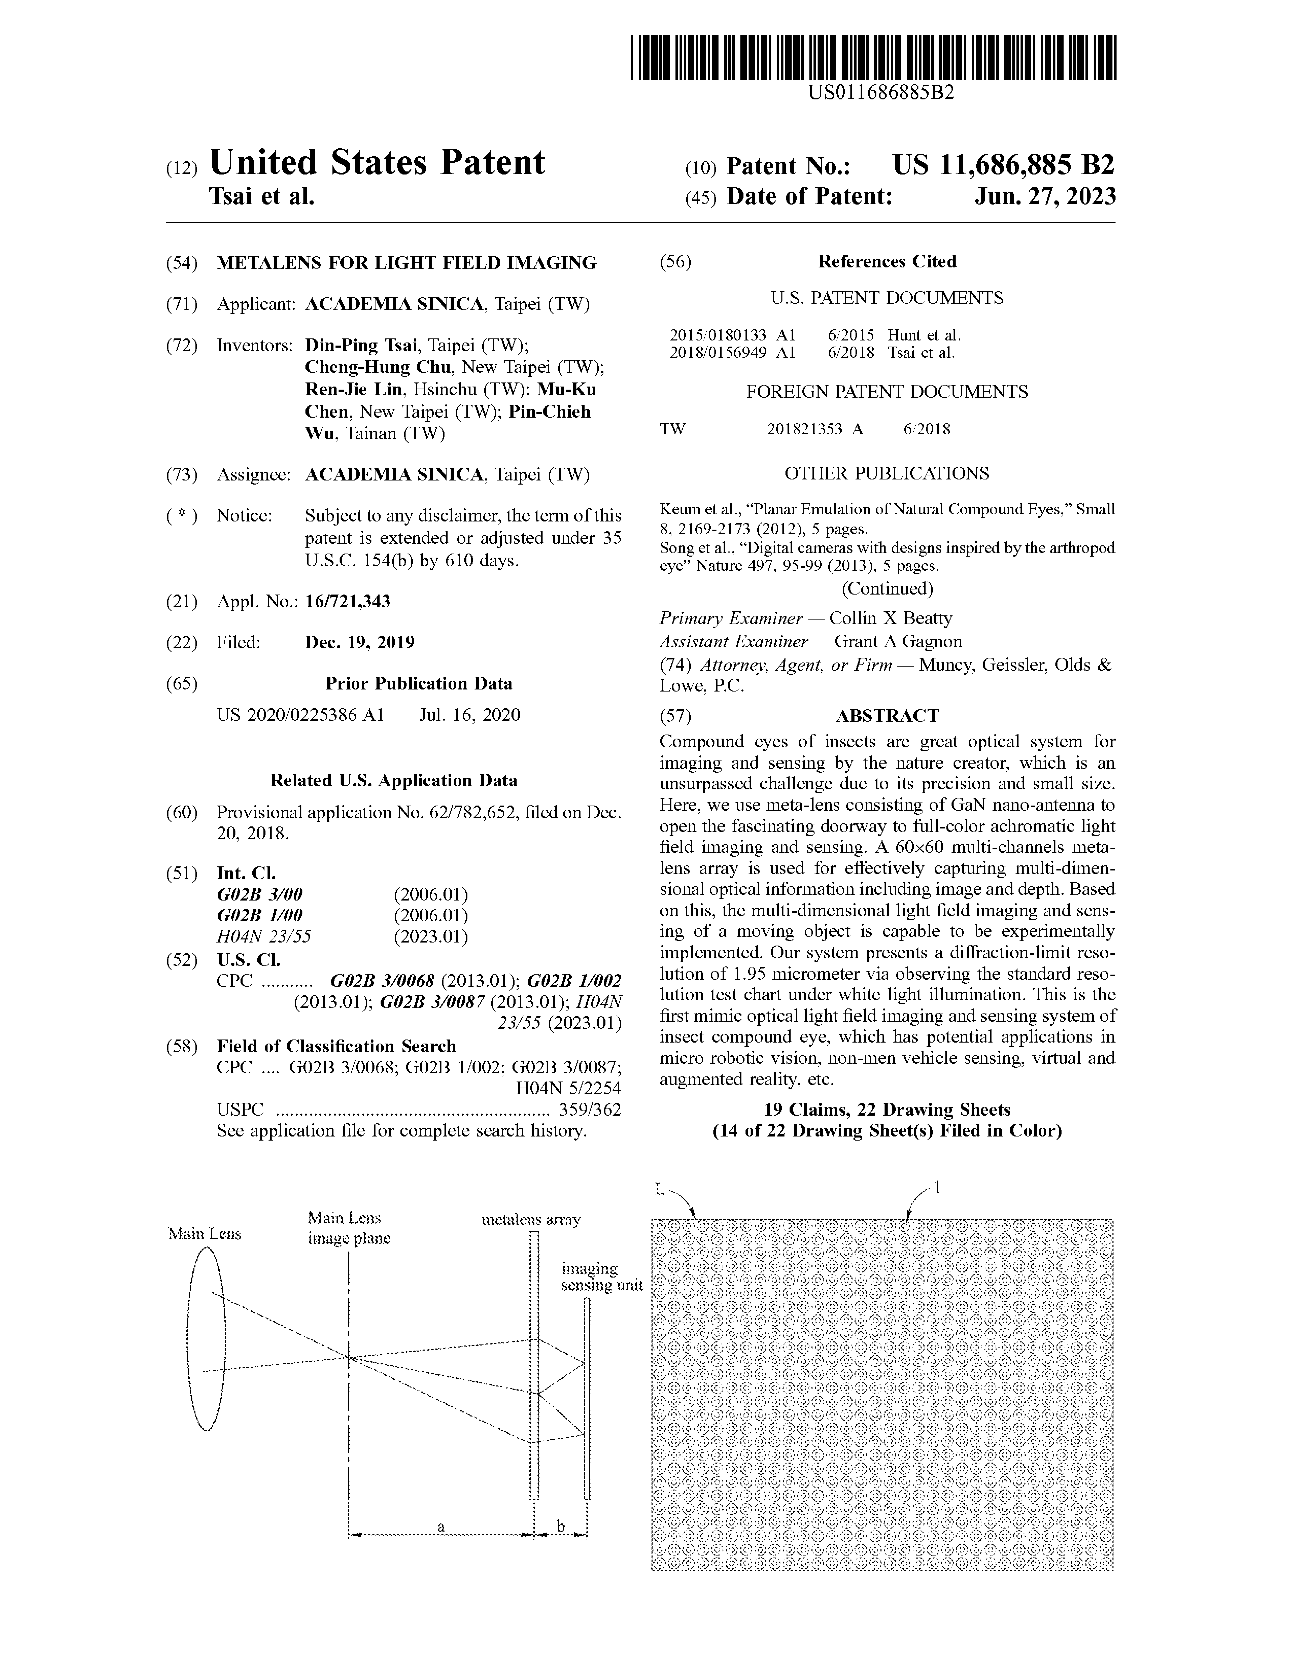 US011686885B2
(12) United States Patent
Tsai et al.
(10) Patent No.: US 11,686,885 B2
(45) Date of Patent: Jun. 27, 2023
(54) METALENS FOR LIGHT FIELD IMAGING
(71) Applicant: ACADEMIA SINICA, Taipei (TW)
(72) Inventors: Din-Ping Tsai, Taipei (TW);
Cheng-Hung Chu, New Taipei (TW);
Ren-Jie Lin, Hsinchu (TW); Mu-Ku
Chen, New Taipei (TW); Pin-Chieh
Wu, Tainan (TW)
(73) Assignee: ACADEMIA SINICA, Taipei (TW)
( * ) Notice: Subject to any disclaimer, the term of this
patent is extended or adjusted under 35
U.S.C. 154(b) by 610 days.
(21) Appl. No.: 16/721,343
(22) Filed: Dec. 19, 2019
(65) Prior Publication Data
US 2020/0225386 A1 Jul. 16, 2020
Related U.S. Application Data
(60) Provisional application No. 62/782,652, filed on Dec.
20, 2018.
(51) Int. Cl.
G02B 3/00 (2006.01)
G02B 1/00 (2006.01)
H04N 23/55 (2023.01)
(52) U.S. Cl.
CPC ........... G02B 3/0068 (2013.01); G02B 1/002
(2013.01); G02B 3/0087 (2013.01); H04N
23/55 (2023.01)
(58) Field of Classification Search
CPC .... G02B 3/0068; G02B 1/002; G02B 3/0087;
H04N 5/2254
USPC .......................................................... 359/362
See application file for complete search history.
(56) References Cited
U.S. PATENT DOCUMENTS
2015/0180133 A1 6/2015 Hunt et al.
2018/0156949 A1 6/2018 Tsai et al.
FOREIGN PATENT DOCUMENTS
TW 201821353 A 6/2018
OTHER PUBLICATIONS
Keum et al., “Planar Emulation of Natural Compound Eyes,” Small
8, 2169-2173 (2012), 5 pages.
Song et al., “Digital cameras with designs inspired by the arthropod
eye” Nature 497, 95-99 (2013), 5 pages.
(Continued)
Primary Examiner — Collin X Beatty
Assistant Examiner — Grant A Gagnon
(74) Attorney, Agent, or Firm — Muncy, Geissler, Olds &
Lowe, P.C.
(57) ABSTRACT
Compound eyes of insects are great optical system for
imaging and sensing by the nature creator, which is an
unsurpassed challenge due to its precision and small size.
Here, we use meta-lens consisting of GaN nano-antenna to
open the fascinating doorway to full-color achromatic light
field imaging and sensing. A 60×60 multi-channels meta-
lens array is used for effectively capturing multi-dimen-
sional optical information including image and depth. Based
on this, the multi-dimensional light field imaging and sens-
ing of a moving object is capable to be experimentally
implemented. Our system presents a diffraction-limit reso-
lution of 1.95 micrometer via observing the standard reso-
lution test chart under white light illumination. This is the
first mimic optical light field imaging and sensing system of
insect compound eye, which has potential applications in
micro robotic vision, non-men vehicle sensing, virtual and
augmented reality, etc.
19 Claims, 22 Drawing Sheets
(14 of 22 Drawing Sheet(s) Filed in Color)
Main Lens
Main Lens
image plane
metalens array
imaging
sensing unit
a
b
L
1